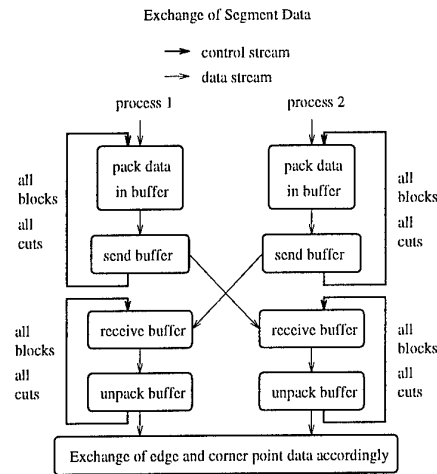 Exchange of Segment Data
control stream
data stream
process 1
process 2
pack data
in buffer
pack data
in buffer
all
blocks
all
cuts
all
blocks
all
cuts
send buffer
send buffer
receive buffer
receive buffer
all
blocks
all
cuts
all
blocks
all
cuts
unpack buffer
unpack buffer
Exchange of edge and corner point data accordingly